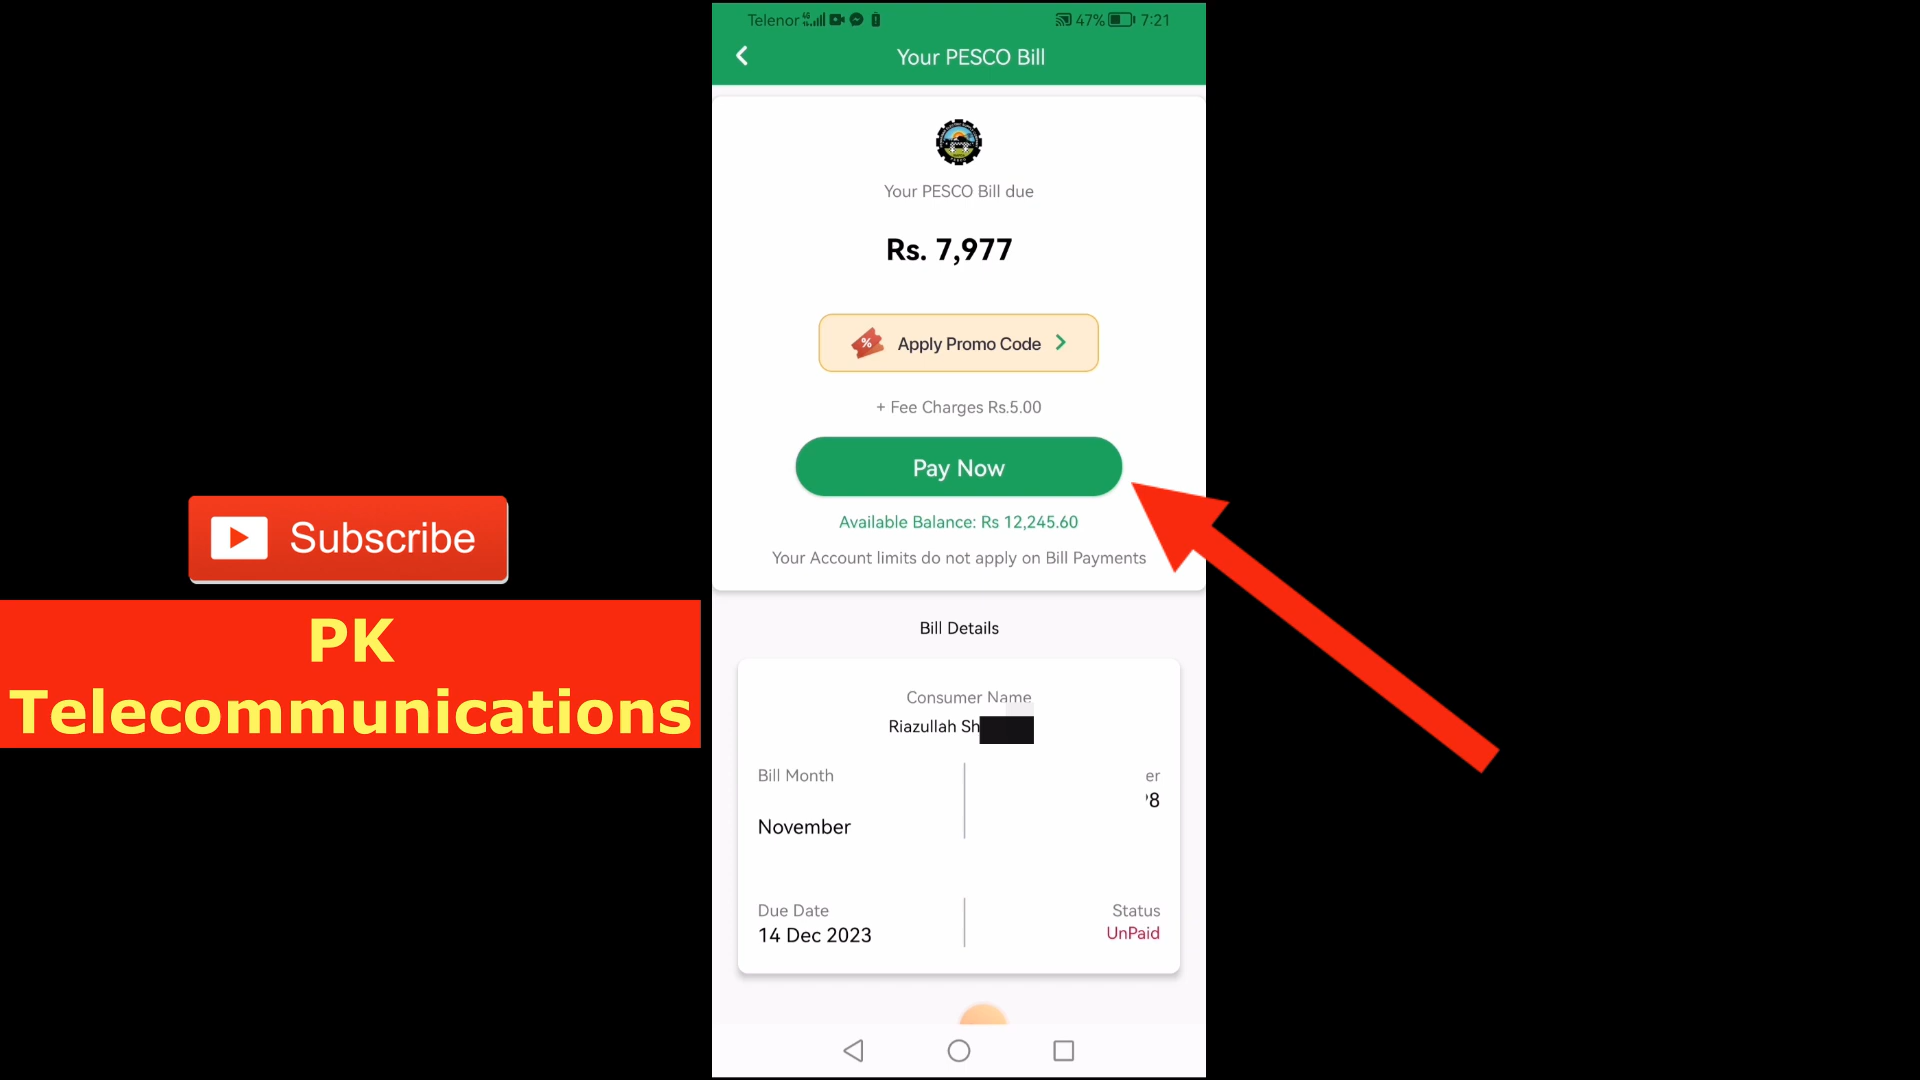 Telenor 47% 7:21
Your PESCO Bill
Your PESCO Bill due
Rs. 7,977
% Apply Promo Code
+ Fee Charges Rs.5.00
Pay Now
Available Balance: Rs 12,245.60
Your Account limits do not apply on Bill Payments
Subscribe
PK
Telecommunications
Bill Details
Consumer Name
Riazullah Sh
Bill Month er
8
November
Due Date Status
14 Dec 2023 UnPaid